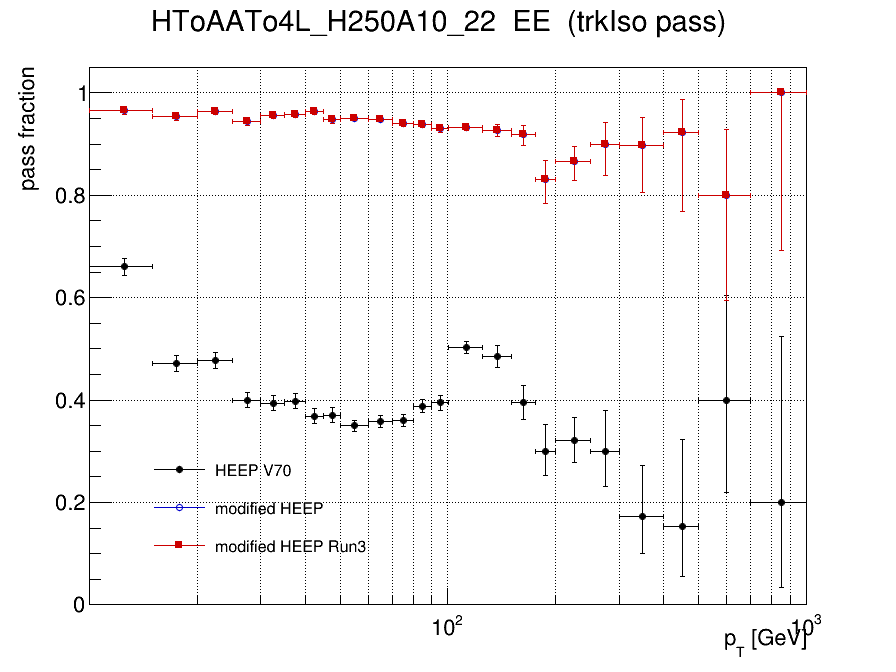 HToAATo4L_H250A10_22 EE (trkIso pass)
pass fraction
1
0.8
0.6
0.4
0.2
0
HEEP V70
modified HEEP
modified HEEP Run3
10²
10³
p_T [GeV]